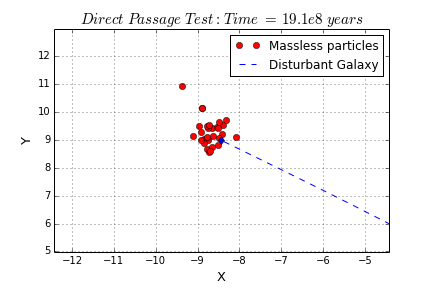 Direct Passage Test: Time = 19.1e8 years
Massless particles
Disturbant Galaxy
Y
12
11
10
9
8
7
6
5
−12 −11 −10 −9 −8 −7 −6 −5
X